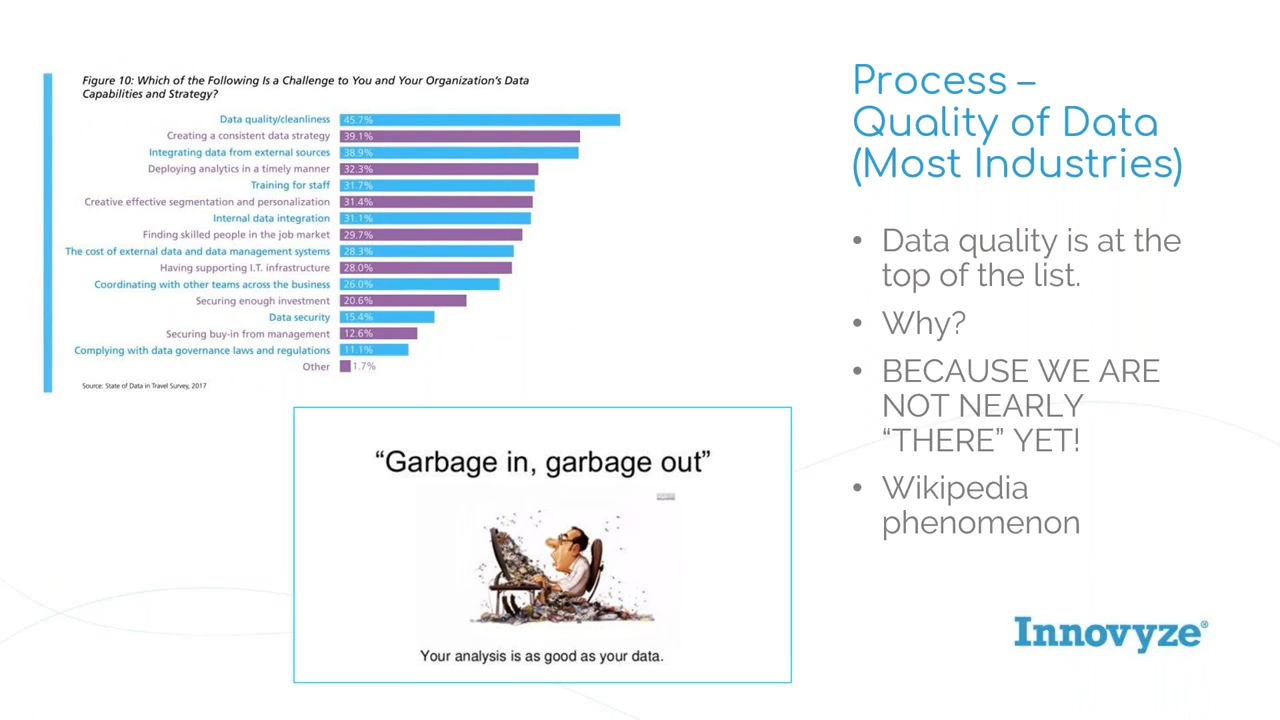 Figure 10: Which of the Following Is a Challenge to You and Your Organization's Data
Capabilities and Strategy?
Data quality/cleanliness 45.7%
Creating a consistent data strategy 39.1%
Integrating data from external sources 38.9%
Deploying analytics in a timely manner 32.3%
Training for staff 31.7%
Creative effective segmentation and personalization 31.4%
Internal data integration 31.1%
Finding skilled people in the job market 29.7%
The cost of external data and data management systems 28.3%
Having supporting I.T. infrastructure 28.0%
Coordinating with other teams across the business 26.0%
Securing enough investment 20.6%
Data security 15.4%
Securing buy-in from management 12.6%
Complying with data governance laws and regulations 11.1%
Other 1.7%
Source: State of Data in Travel Survey, 2017
“Garbage in, garbage out”
Your analysis is as good as your data.
Process –
Quality of Data
(Most Industries)
• Data quality is at the
top of the list.
• Why?
• BECAUSE WE ARE
NOT NEARLY
“THERE” YET!
• Wikipedia
phenomenon
Innovyze®